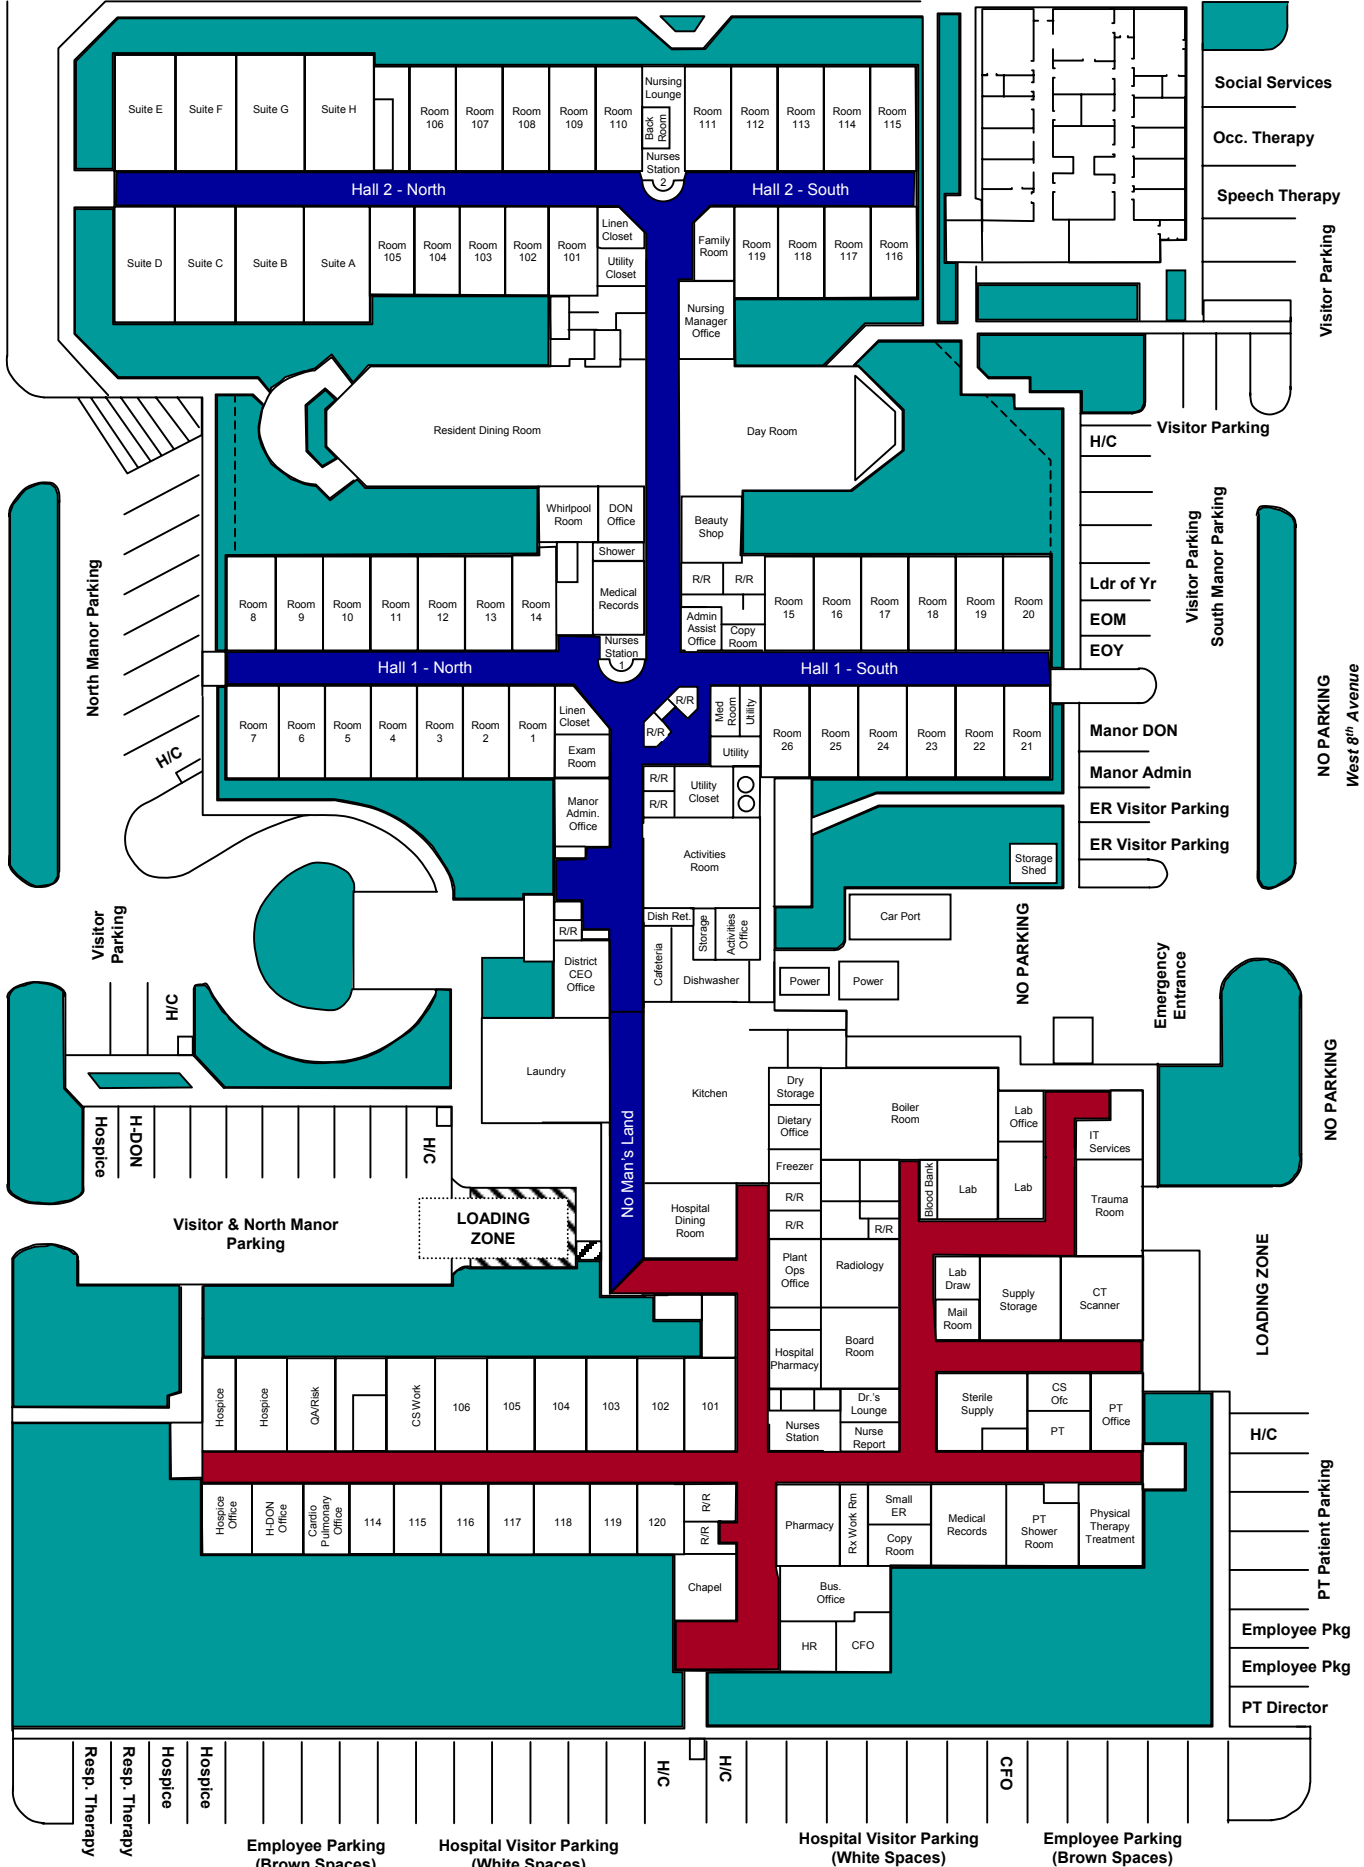 Suite E
Suite F
Suite G
Suite H
Room
106
Room
107
Room
108
Room
109
Room
110
Nursing
Lounge
Back
Room
Nurses
Station
2
Room
111
Room
112
Room
113
Room
114
Room
115
Social Services
Occ. Therapy
Speech Therapy
Visitor Parking
Hall 2 - North
Hall 2 - South
Suite D
Suite C
Suite B
Suite A
Room
105
Room
104
Room
103
Room
102
Room
101
Linen
Closet
Utility
Closet
Family
Room
Room
119
Room
118
Room
117
Room
116
Nursing
Manager
Office
Resident Dining Room
Day Room
Visitor Parking
H/C
Whirlpool
Room
DON
Office
Shower
Medical
Records
Beauty
Shop
R/R
R/R
Admin
Assist
Office
Copy
Room
North Manor Parking
Room
8
Room
9
Room
10
Room
11
Room
12
Room
13
Room
14
Nurses
Station
1
Room
15
Room
16
Room
17
Room
18
Room
19
Room
20
Ldr of Yr
EOM
EOY
Visitor Parking
South Manor Parking
Hall 1 - North
Hall 1 - South
NO PARKING
West 8th Avenue
Room
7
Room
6
Room
5
Room
4
Room
3
Room
2
Room
1
Linen
Closet
Exam
Room
R/R
R/R
Med
Room
Utility
Utility
Room
26
Room
25
Room
24
Room
23
Room
22
Room
21
Manor DON
Manor Admin
ER Visitor Parking
ER Visitor Parking
H/C
Manor
Admin.
Office
R/R
R/R
Utility
Closet
Activities
Room
Storage
Shed
Visitor
Parking
H/C
R/R
District
CEO
Office
Dish Ret.
Cafeteria
Storage
Activities
Office
Dishwasher
Car Port
Power
Power
NO PARKING
Emergency
Entrance
NO PARKING
Laundry
Kitchen
No Man's Land
Dry
Storage
Dietary
Office
Freezer
R/R
R/R
Boiler
Room
Lab
Office
IT
Services
Blood Bank
Lab
Lab
Trauma
Room
R/R
Hospice
H-DON
H/C
Visitor & North Manor
Parking
LOADING
ZONE
Hospital
Dining
Room
Plant
Ops
Office
Radiology
Lab
Draw
Mail
Room
Supply
Storage
CT
Scanner
LOADING ZONE
Hospital
Pharmacy
Board
Room
Hospice
Hospice
QA/Risk
CS Work
106
105
104
103
102
101
Nurses
Station
Dr.'s
Lounge
Nurse
Report
Sterile
Supply
CS
Ofc
PT
PT
Office
H/C
PT Patient Parking
Employee Pkg
Employee Pkg
PT Director
Hospice
Office
H-DON
Office
Cardio
Pulmonary
Office
114
115
116
117
118
119
120
R/R
R/R
Chapel
Pharmacy
Rx Work Rm
Small
ER
Copy
Room
Medical
Records
PT
Shower
Room
Physical
Therapy
Treatment
Bus.
Office
HR
CFO
Resp. Therapy
Resp. Therapy
Hospice
Hospice
H/C
H/C
CFO
Employee Parking
(Brown Spaces)
Hospital Visitor Parking
(White Spaces)
Hospital Visitor Parking
(White Spaces)
Employee Parking
(Brown Spaces)